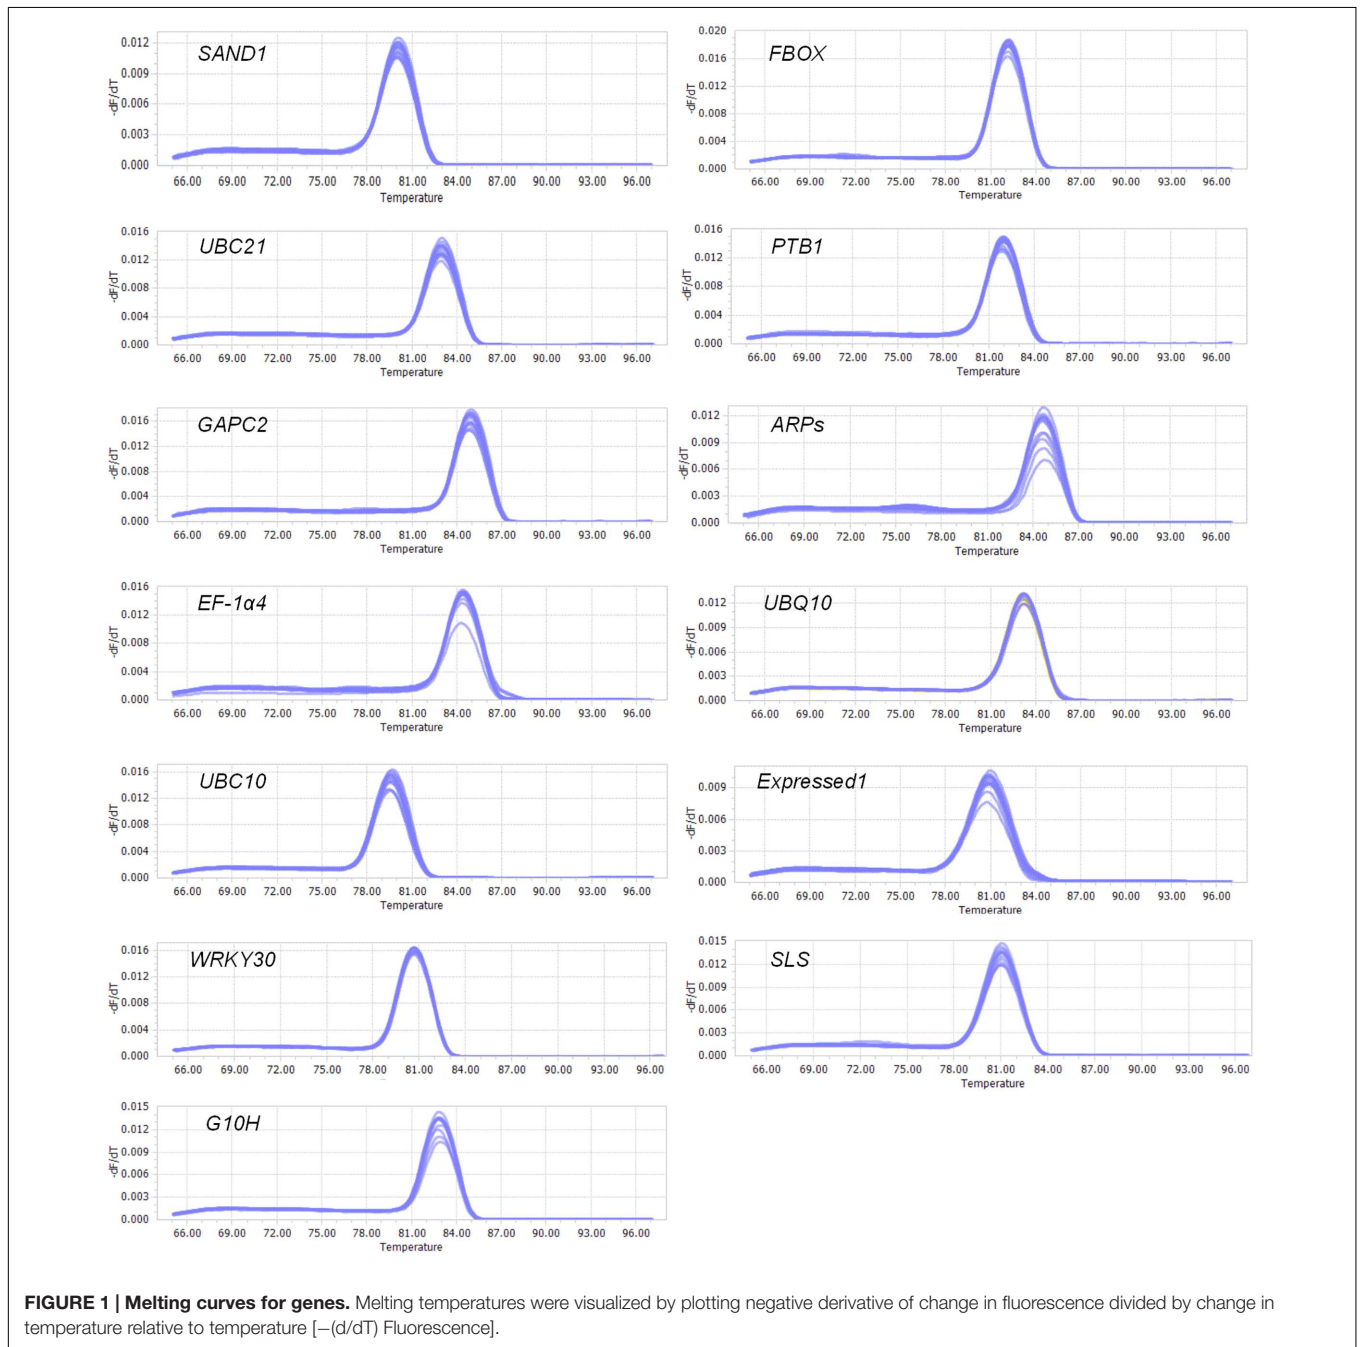 SAND1
-dF/dT
0.012
0.009
0.006
0.003
0.000
66.00 69.00 72.00 75.00 78.00 81.00 84.00 87.00 90.00 93.00 96.00
Temperature
FBOX
-dF/dT
0.020
0.016
0.012
0.008
0.004
0.000
66.00 69.00 72.00 75.00 78.00 81.00 84.00 87.00 90.00 93.00 96.00
Temperature
UBC21
-dF/dT
0.016
0.012
0.008
0.004
0.000
66.00 69.00 72.00 75.00 78.00 81.00 84.00 87.00 90.00 93.00 96.00
Temperature
PTB1
-dF/dT
0.016
0.012
0.008
0.004
0.000
66.00 69.00 72.00 75.00 78.00 81.00 84.00 87.00 90.00 93.00 96.00
Temperature
GAPC2
-dF/dT
0.016
0.012
0.008
0.004
0.000
66.00 69.00 72.00 75.00 78.00 81.00 84.00 87.00 90.00 93.00 96.00
Temperature
ARPs
-dF/dT
0.012
0.009
0.006
0.003
0.000
66.00 69.00 72.00 75.00 78.00 81.00 84.00 87.00 90.00 93.00 96.00
Temperature
EF-1α4
-dF/dT
0.016
0.012
0.008
0.004
0.000
66.00 69.00 72.00 75.00 78.00 81.00 84.00 87.00 90.00 93.00 96.00
Temperature
UBQ10
-dF/dT
0.012
0.009
0.006
0.003
0.000
66.00 69.00 72.00 75.00 78.00 81.00 84.00 87.00 90.00 93.00 96.00
Temperature
UBC10
-dF/dT
0.016
0.012
0.008
0.004
0.000
66.00 69.00 72.00 75.00 78.00 81.00 84.00 87.00 90.00 93.00 96.00
Temperature
Expressed1
-dF/dT
0.009
0.006
0.003
0.000
66.00 69.00 72.00 75.00 78.00 81.00 84.00 87.00 90.00 93.00 96.00
Temperature
WRKY30
-dF/dT
0.016
0.012
0.008
0.004
0.000
66.00 69.00 72.00 75.00 78.00 81.00 84.00 87.00 90.00 93.00 96.00
SLS
-dF/dT
0.015
0.012
0.009
0.006
0.003
0.000
66.00 69.00 72.00 75.00 78.00 81.00 84.00 87.00 90.00 93.00 96.00
Temperature
G10H
-dF/dT
0.015
0.012
0.009
0.006
0.003
0.000
66.00 69.00 72.00 75.00 78.00 81.00 84.00 87.00 90.00 93.00 96.00
Temperature
FIGURE 1 | Melting curves for genes. Melting temperatures were visualized by plotting negative derivative of change in fluorescence divided by change in
temperature relative to temperature [−(d/dT) Fluorescence].